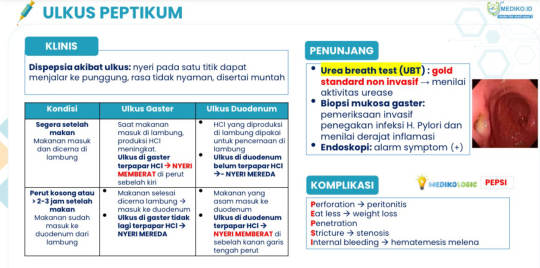 ULKUS PEPTIKUM
MEDIKO.ID
KLINIS
Dispepsia akibat ulkus: nyeri pada satu titik dapat
menjalar ke punggung, rasa tidak nyaman, disertai muntah
Kondisi
Ulkus Gaster
Ulkus Duodenum
Segera setelah
makan
Makanan masuk
dan dicerna di
lambung
Saat makanan
masuk di lambung,
produksi HCl
meningkat.
Ulkus di gaster
terpapar HCl → NYERI
MEMBERAT di perut
sebelah kiri
• HCl yang diproduksi
di lambung dipakai
untuk pencernaan di
lambung
• Ulkus di duodenum
belum terpapar HCl
→- NYERI MEREDA
Perut kosong atau
> 2-3 jam setelah
makan
Makanan sudah
masuk ke
duodenum dari
lambung
• Makanan selesai
dicerna lambung →
masuk ke duodenum
• Ulkus di gaster tidak
lagi terpapar HCl →
NYERI MEREDA
• Makanan yang
asam masuk ke
duodenum
• Ulkus di duodenum
terpapar HCl →
NYERI MEMBERAT di
sebelah kanan garis
tengah perut
PENUNJANG
• Urea breath test (UBT) : gold
standard non invasif → menilai
aktivitas urease
• Biopsi mukosa gaster:
pemeriksaan invasif
penegakan infeksi H. Pylori dan
menilai derajat inflamasi
• Endoskopi: alarm symptom (+)
KOMPLIKASI
MEDIKOLOGIC
PEPSI
Perforation → peritonitis
Eat less → weight loss
Penetration
Stricture → stenosis
Internal bleeding → hematemesis melena